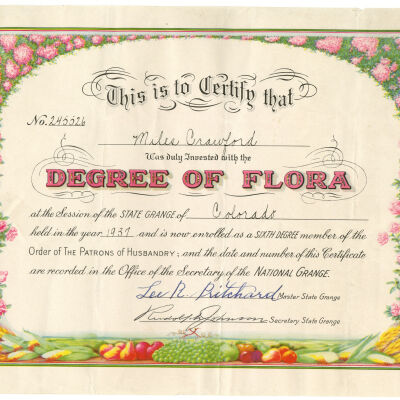 This is to Certify that
No. 245526
Miles Crawford
Was duly Invested with the
DEGREE OF FLORA
at the Session of the STATE GRANGE of Colorado
held in the year 1937 and is now enrolled as a SIXTH DEGREE member of the
Order of THE PATRONS OF HUSBANDRY; and the date and number of this Certificate
are recorded in the Office of the Secretary of the NATIONAL GRANGE.
Lee R. Pritchard Master State Grange
Rudolph Johnson Secretary State Grange